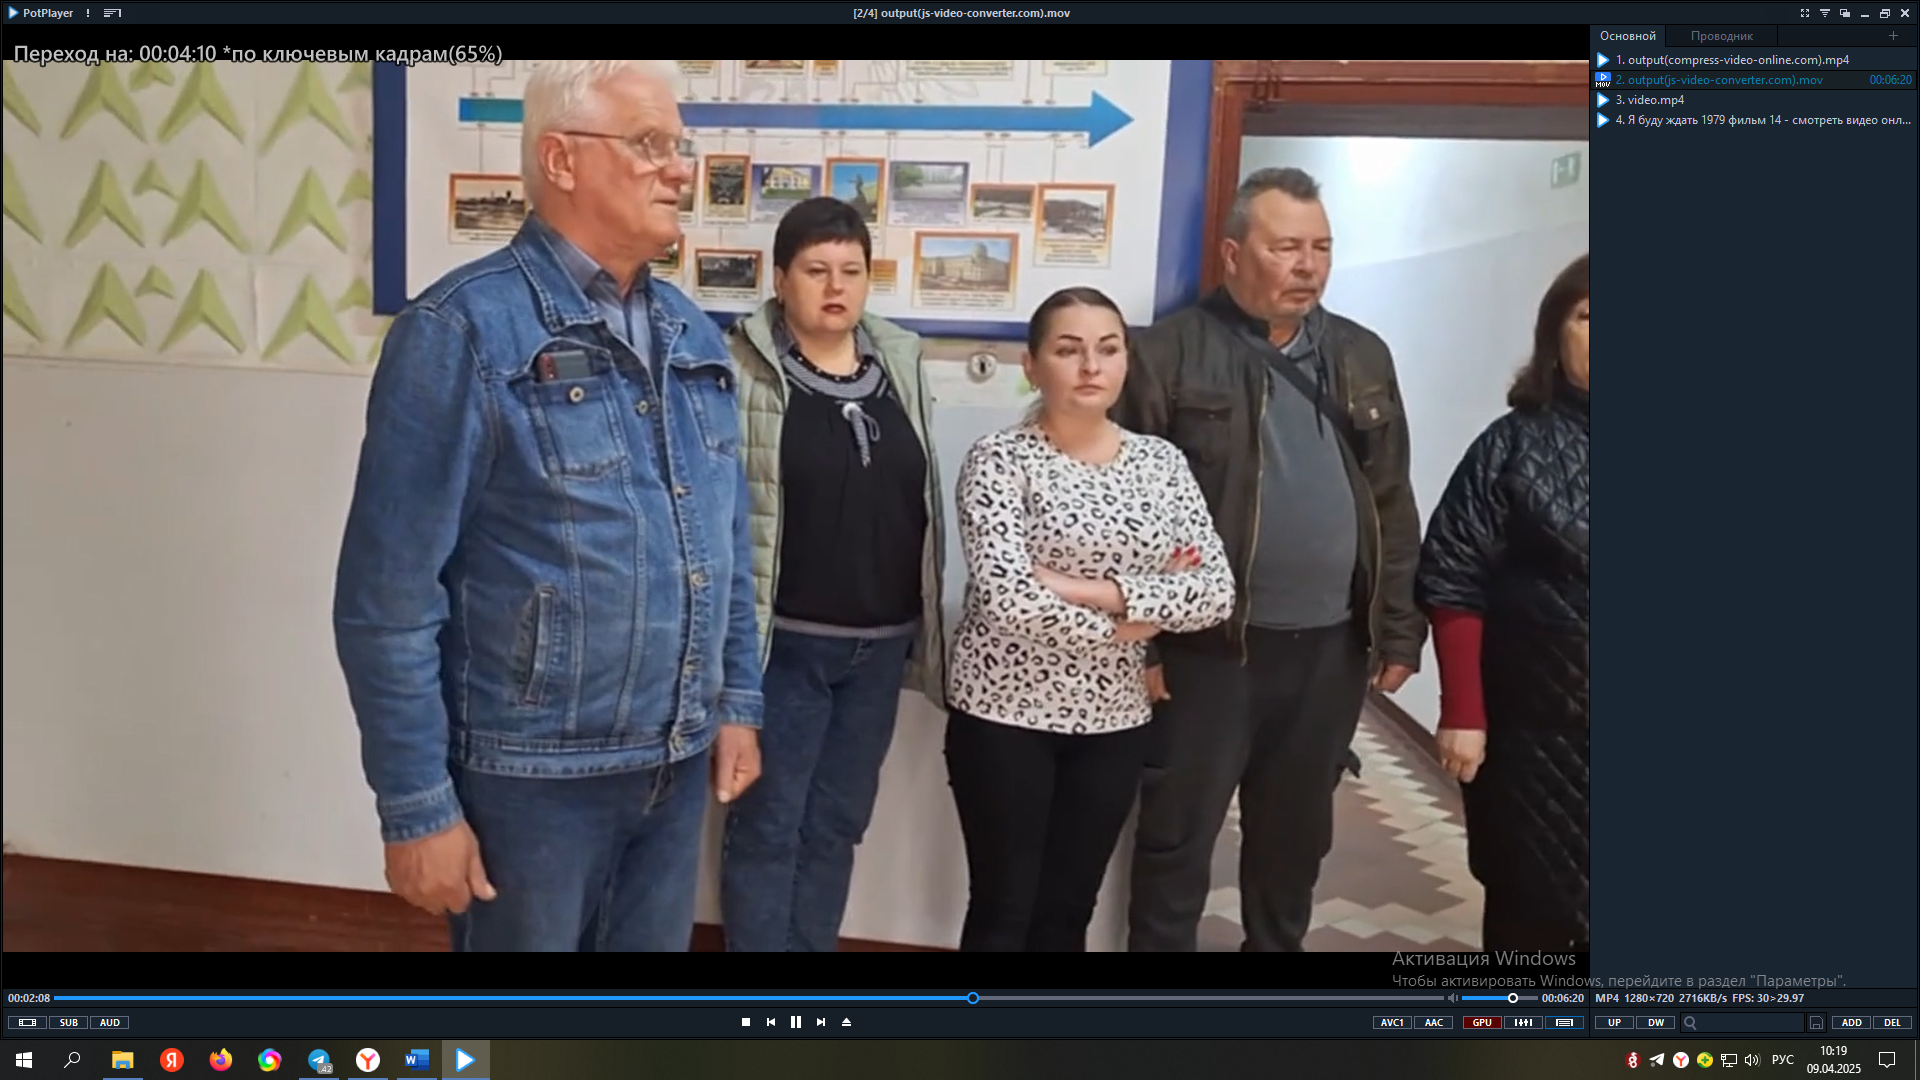 PotPlayer
[2/4] output(js-video-converter.com).mov
Переход на: 00:04:10 *по ключевым кадрам(65%)
Основной
Проводник
1. output(compress-video-online.com).mp4
2. output(js-video-converter.com).mov 00:06:20
3. video.mp4
4. Я буду ждать 1979 фильм 14 - смотреть видео онл...
Активация Windows
Чтобы активировать Windows, перейдите в раздел "Параметры".
00:02:08
00:06:20
MP4 1280×720 2716KB/s FPS: 30>29.97
SUB
AUD
AVC1
AAC
GPU
UP
DW
ADD
DEL
РУС
10:19
09.04.2025